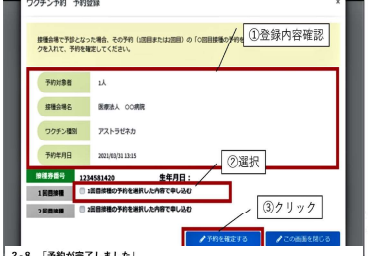 ワクチン予約 予約登録
x
①登録内容確認
接種会場で予診となった場合、その予約（1回目または2回目）の「○回目接種の予約を
クを入れて、予約を確定してください。
予約対象者 1人
接種会場名 医療法人 ○○病院
ワクチン種別 アストラゼネカ
予約年月日 2021/03/31 13:15
②選択
接種券番号 1234581420 生年月日：
1回目接種 1回目接種の予約を選択した内容で申し込む
2回目接種 2回目接種の予約を選択した内容で申し込む
③クリック
予約を確定する この画面を閉じる
3-8 「予約が完了しました」